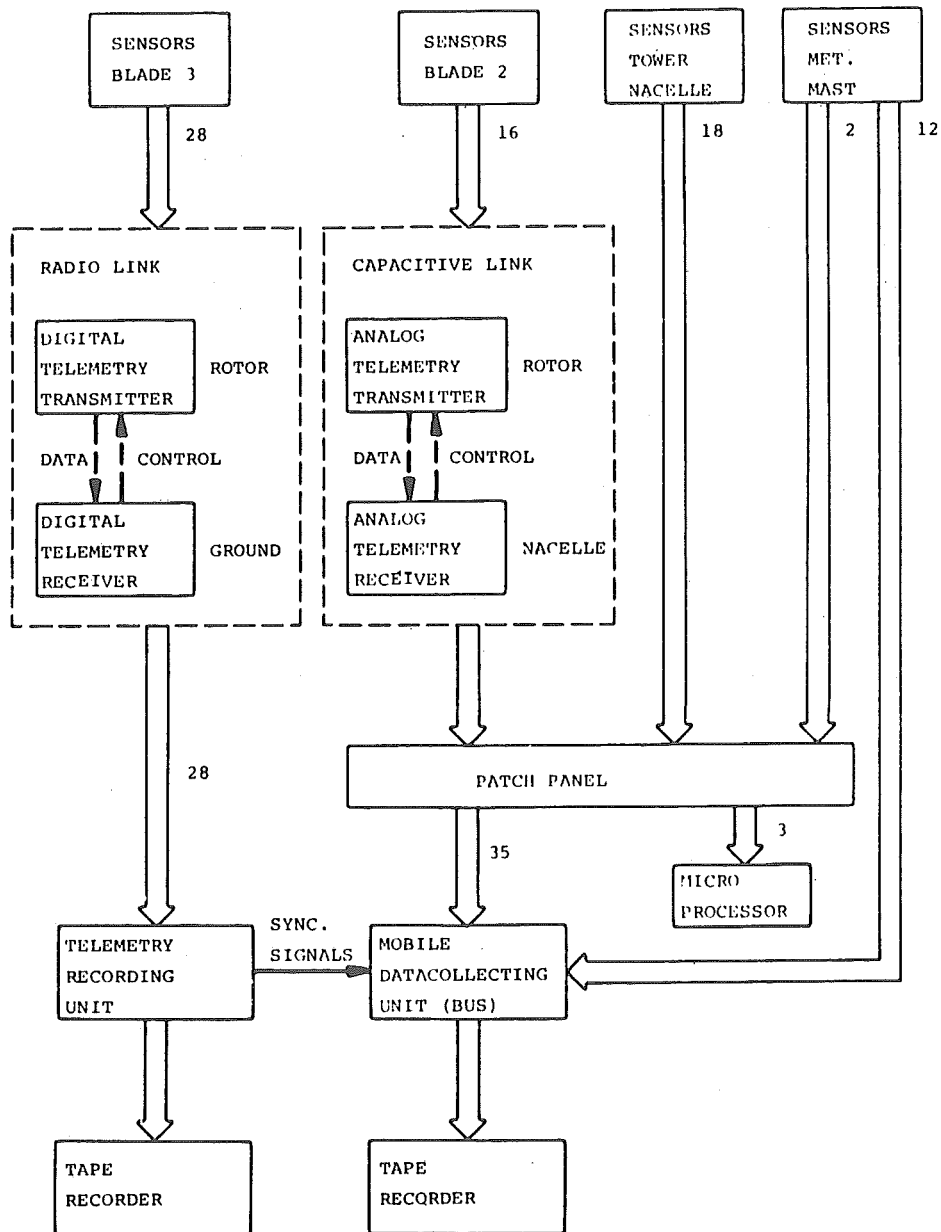 SENSORS
BLADE 3
SENSORS
BLADE 2
SENSORS
TOWER
NACELLE
SENSORS
MET.
MAST
28
16
18
2
12
RADIO LINK
DIGITAL
TELEMETRY
TRANSMITTER
ROTOR
DATA
CONTROL
DIGITAL
TELEMETRY
RECEIVER
GROUND
CAPACITIVE LINK
ANALOG
TELEMETRY
TRANSMITTER
ROTOR
DATA
CONTROL
ANALOG
TELEMETRY
RECEIVER
NACELLE
28
PATCH PANEL
35
3
MICRO
PROCESSOR
TELEMETRY
RECORDING
UNIT
SYNC.
SIGNALS
MOBILE
DATACOLLECTING
UNIT (BUS)
TAPE
RECORDER
TAPE
RECORDER